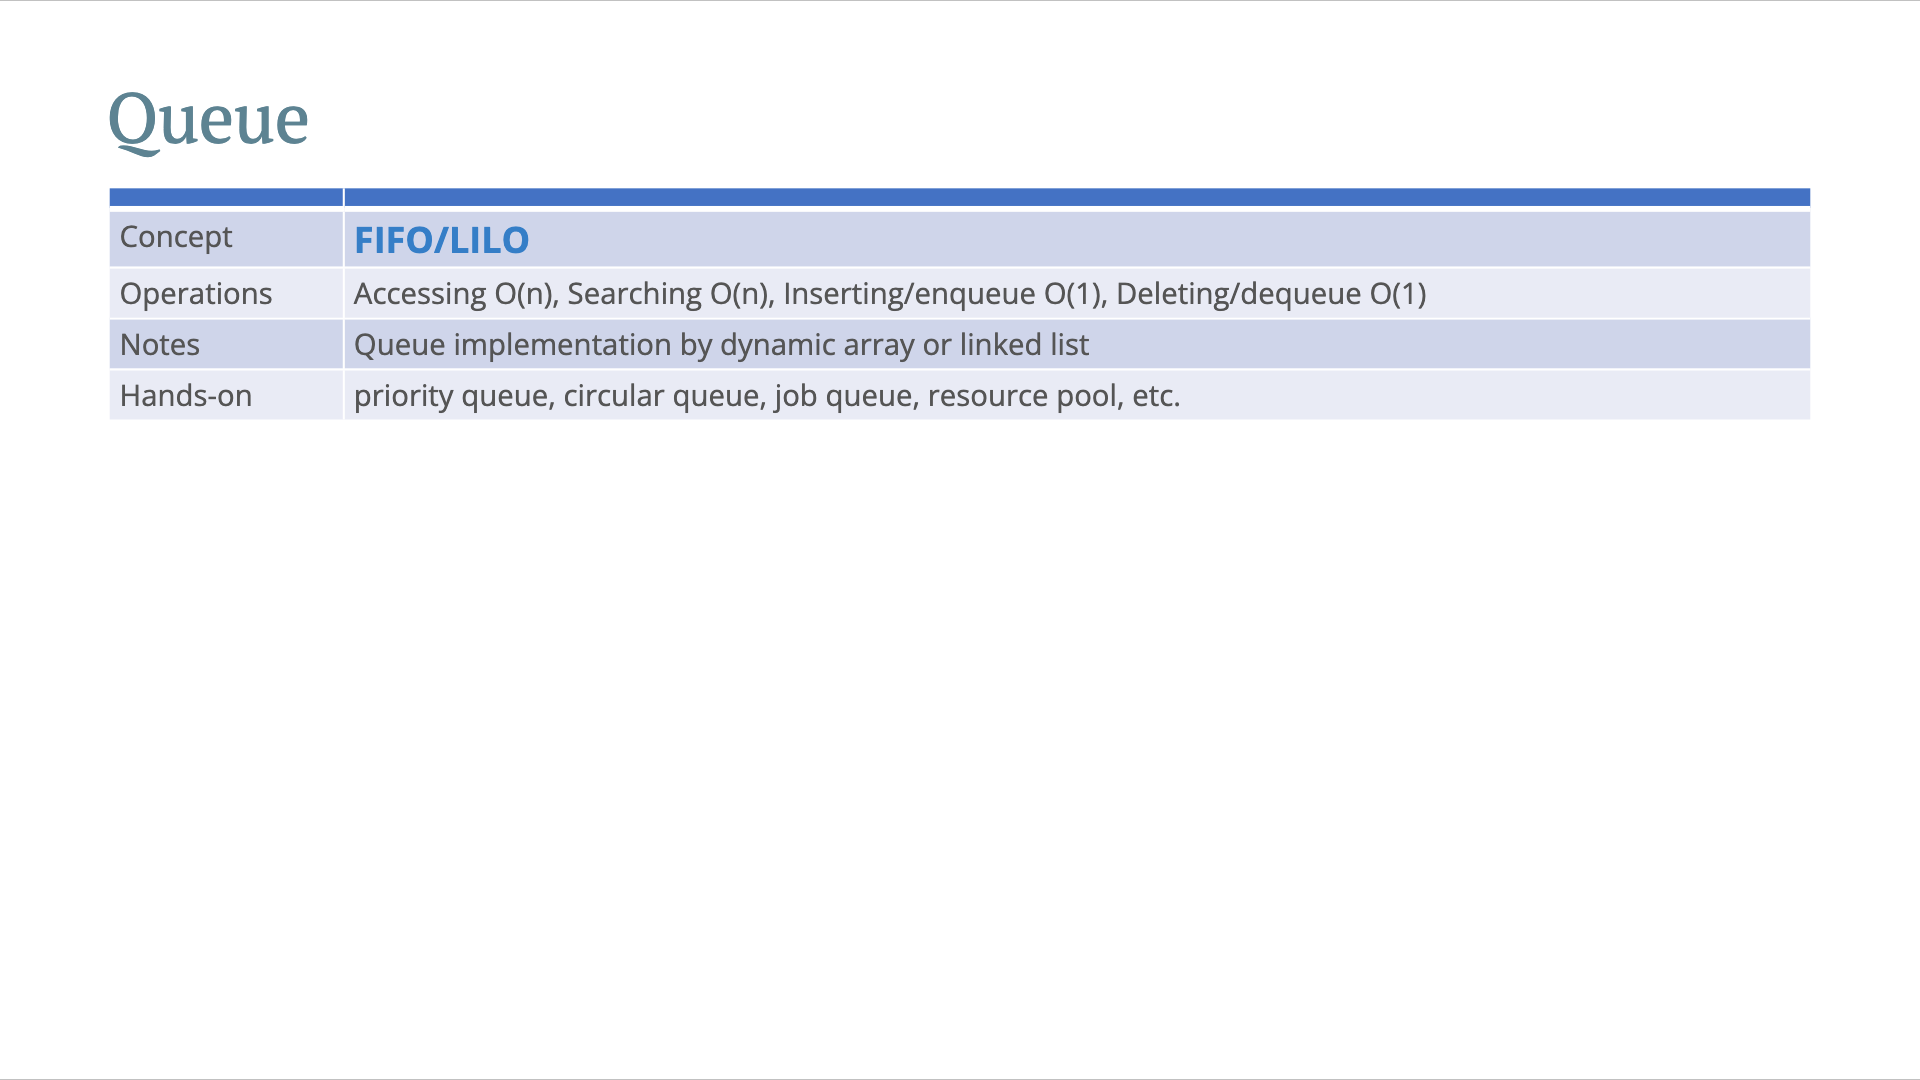 Queue
Concept FIFO/LILO
Operations Accessing O(n), Searching O(n), Inserting/enqueue O(1), Deleting/dequeue O(1)
Notes Queue implementation by dynamic array or linked list
Hands-on priority queue, circular queue, job queue, resource pool, etc.